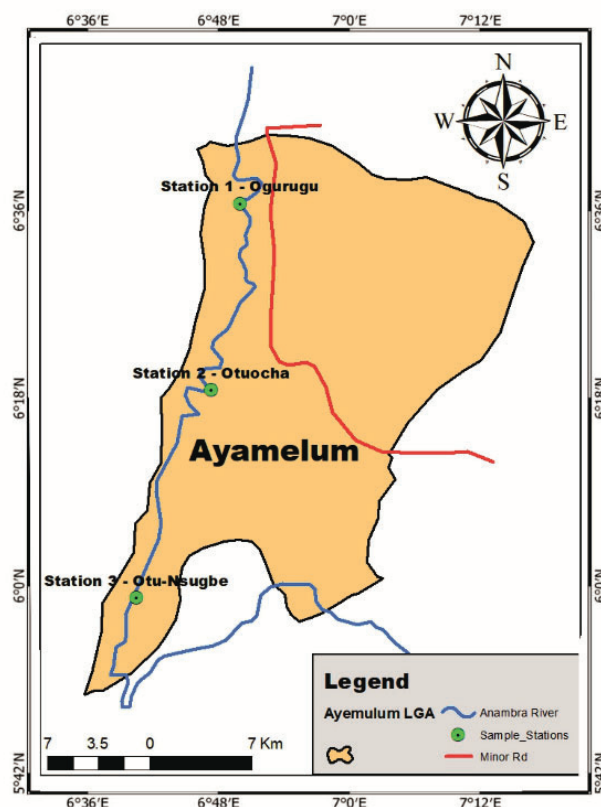 6°36'E 6°48'E 7°0'E 7°12'E
N
W E
S
Station 1 - Ogurugu
6°36'N 6°36'N
Station 2 - Otuocha
6°18'N 6°18'N
Ayamelum
Station 3 - Otu-Nsugbe
6°0'N 6°0'N
Legend
Ayemulum LGA Anambra River
Sample_Stations
Minor Rd
7 3.5 0 7 Km
5°42'N 5°42'N
6°36'E 6°48'E 7°0'E 7°12'E